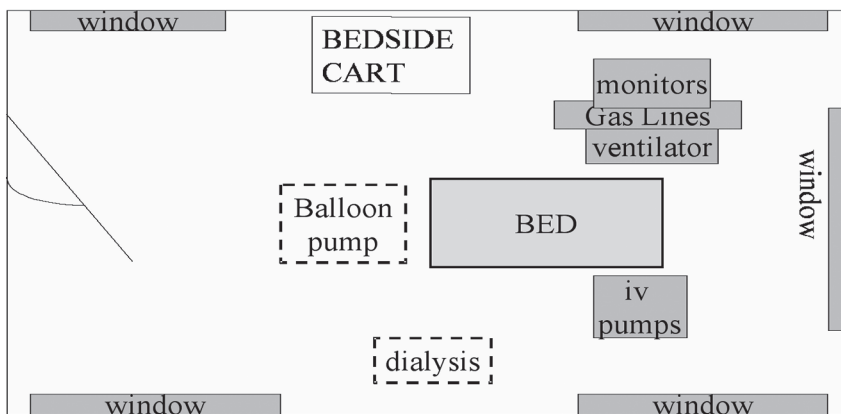 window
window
BEDSIDE
CART
monitors
Gas Lines
ventilator
window
Balloon
pump
BED
iv
pumps
dialysis
window
window